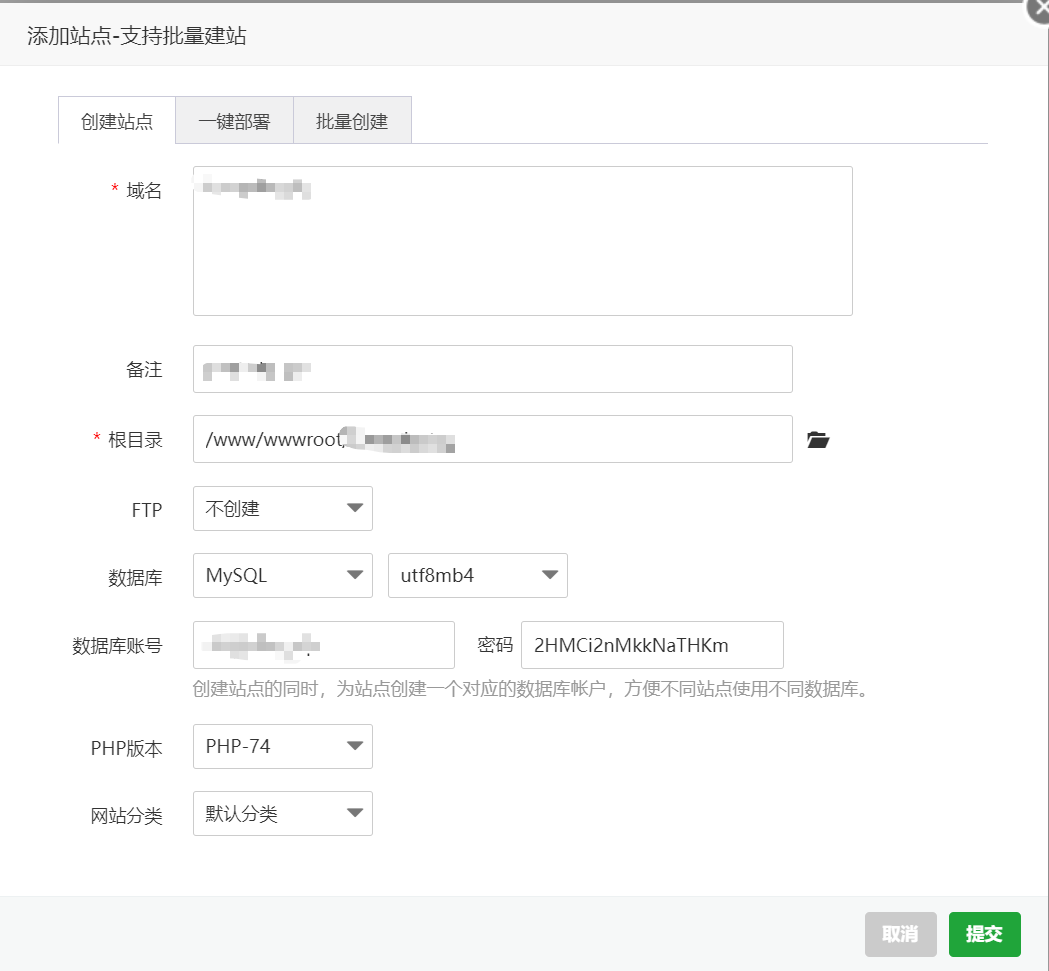 添加站点-支持批量建站
创建站点 一键部署 批量创建
* 域名
备注
* 根目录 /www/wwwroot/
FTP 不创建
数据库 MySQL utf8mb4
数据库账号 密码 2HMCi2nMkkNaTHKm
创建站点的同时，为站点创建一个对应的数据库帐户，方便不同站点使用不同数据库。
PHP版本 PHP-74
网站分类 默认分类
取消 提交